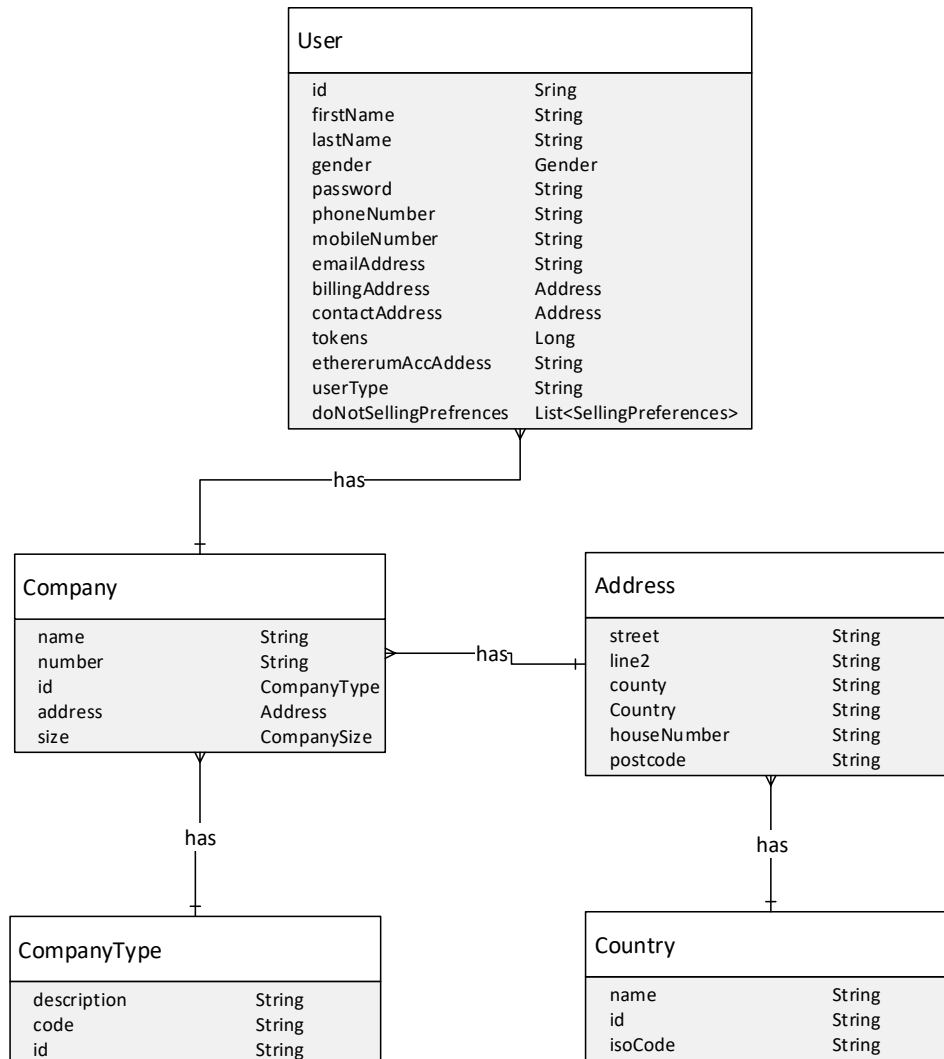 User
id Sring
firstName String
lastName String
gender Gender
password String
phoneNumber String
mobileNumber String
emailAddress String
billingAddress Address
contactAddress Address
tokens Long
ethererumAccAddess String
userType String
doNotSellingPrefrences List<SellingPreferences>
has
Company
name String
number String
id CompanyType
address Address
size CompanySize
has
Address
street String
line2 String
county String
Country String
houseNumber String
postcode String
has
has
CompanyType
description String
code String
id String
Country
name String
id String
isoCode String